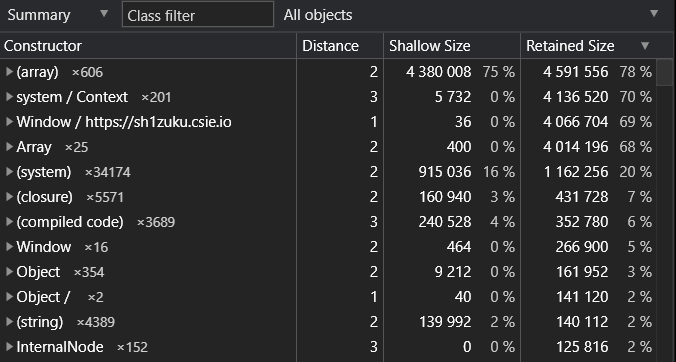 Summary ▼ Class filter All objects ▼
Constructor Distance Shallow Size Retained Size ▼
▶(array) ×606 2 4 380 008 75 % 4 591 556 78 %
▶system / Context ×201 3 5 732 0 % 4 136 520 70 %
▶Window / https://sh1zuku.csie.io 1 36 0 % 4 066 704 69 %
▶Array ×25 2 400 0 % 4 014 196 68 %
▶(system) ×34174 2 915 036 16 % 1 162 256 20 %
▶(closure) ×5571 2 160 940 3 % 431 728 7 %
▶(compiled code) ×3689 3 240 528 4 % 352 780 6 %
▶Window ×16 2 464 0 % 266 900 5 %
▶Object ×354 2 9 212 0 % 161 952 3 %
▶Object / ×2 1 40 0 % 141 120 2 %
▶(string) ×4389 2 139 992 2 % 140 112 2 %
▶InternalNode ×152 3 0 0 % 125 816 2 %